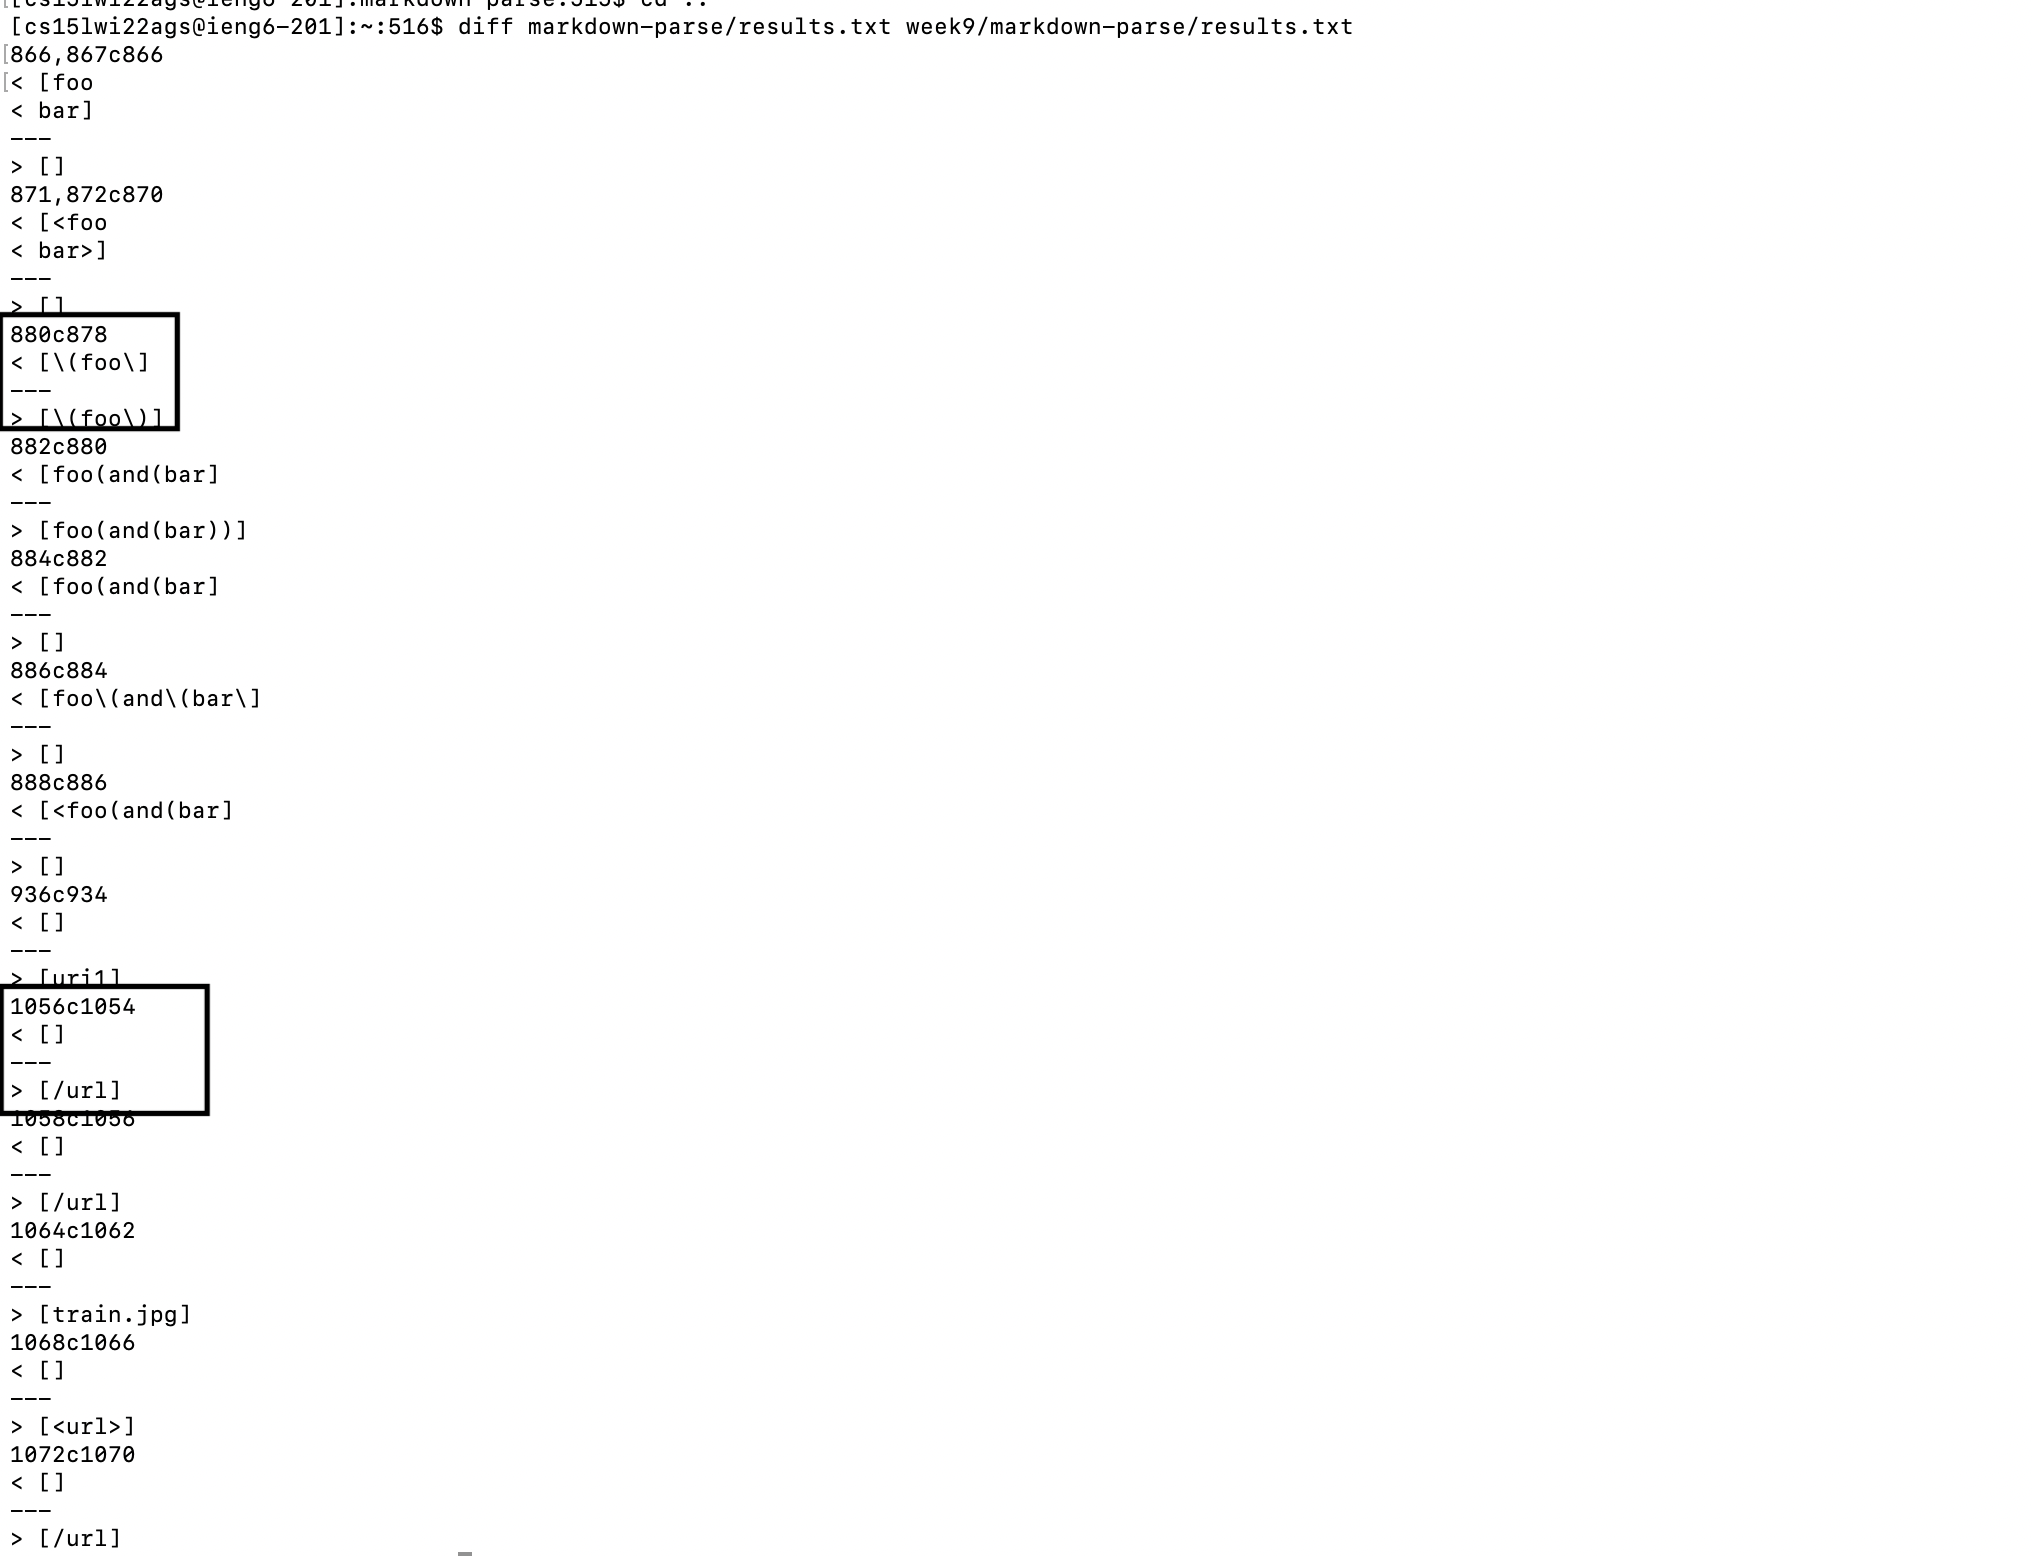 [cs15lwi22ags@ieng6-201]:markdown-parse:515$ cd ..
[cs15lwi22ags@ieng6-201]:~:516$ diff markdown-parse/results.txt week9/markdown-parse/results.txt
[866,867c866
[< [foo
< bar]
---
> []
871,872c870
< [<foo
< bar>]
---
> []
880c878
< [\(foo\]
---
> [\(foo\)]
882c880
< [foo(and(bar]
---
> [foo(and(bar))]
884c882
< [foo(and(bar]
---
> []
886c884
< [foo\(and\(bar\]
---
> []
888c886
< [<foo(and(bar]
---
> []
936c934
< []
---
> [uri1]
1056c1054
< []
---
> [/url]
1058c1056
< []
---
> [/url]
1064c1062
< []
---
> [train.jpg]
1068c1066
< []
---
> [<url>]
1072c1070
< []
---
> [/url]